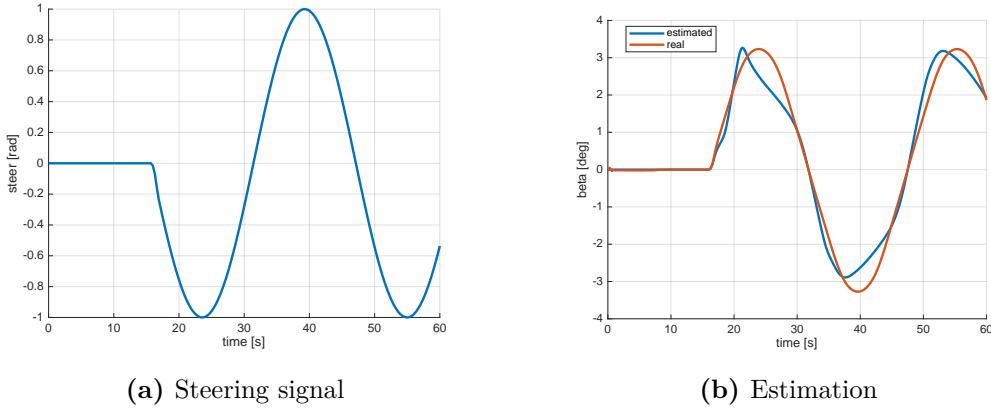 1
0.8
0.6
0.4
0.2
0
-0.2
-0.4
-0.6
-0.8
-1
steer [rad]
0 10 20 30 40 50 60
time [s]
4
3
2
1
0
-1
-2
-3
-4
beta [deg]
estimated
real
0 10 20 30 40 50 60
time [s]
(a) Steering signal
(b) Estimation